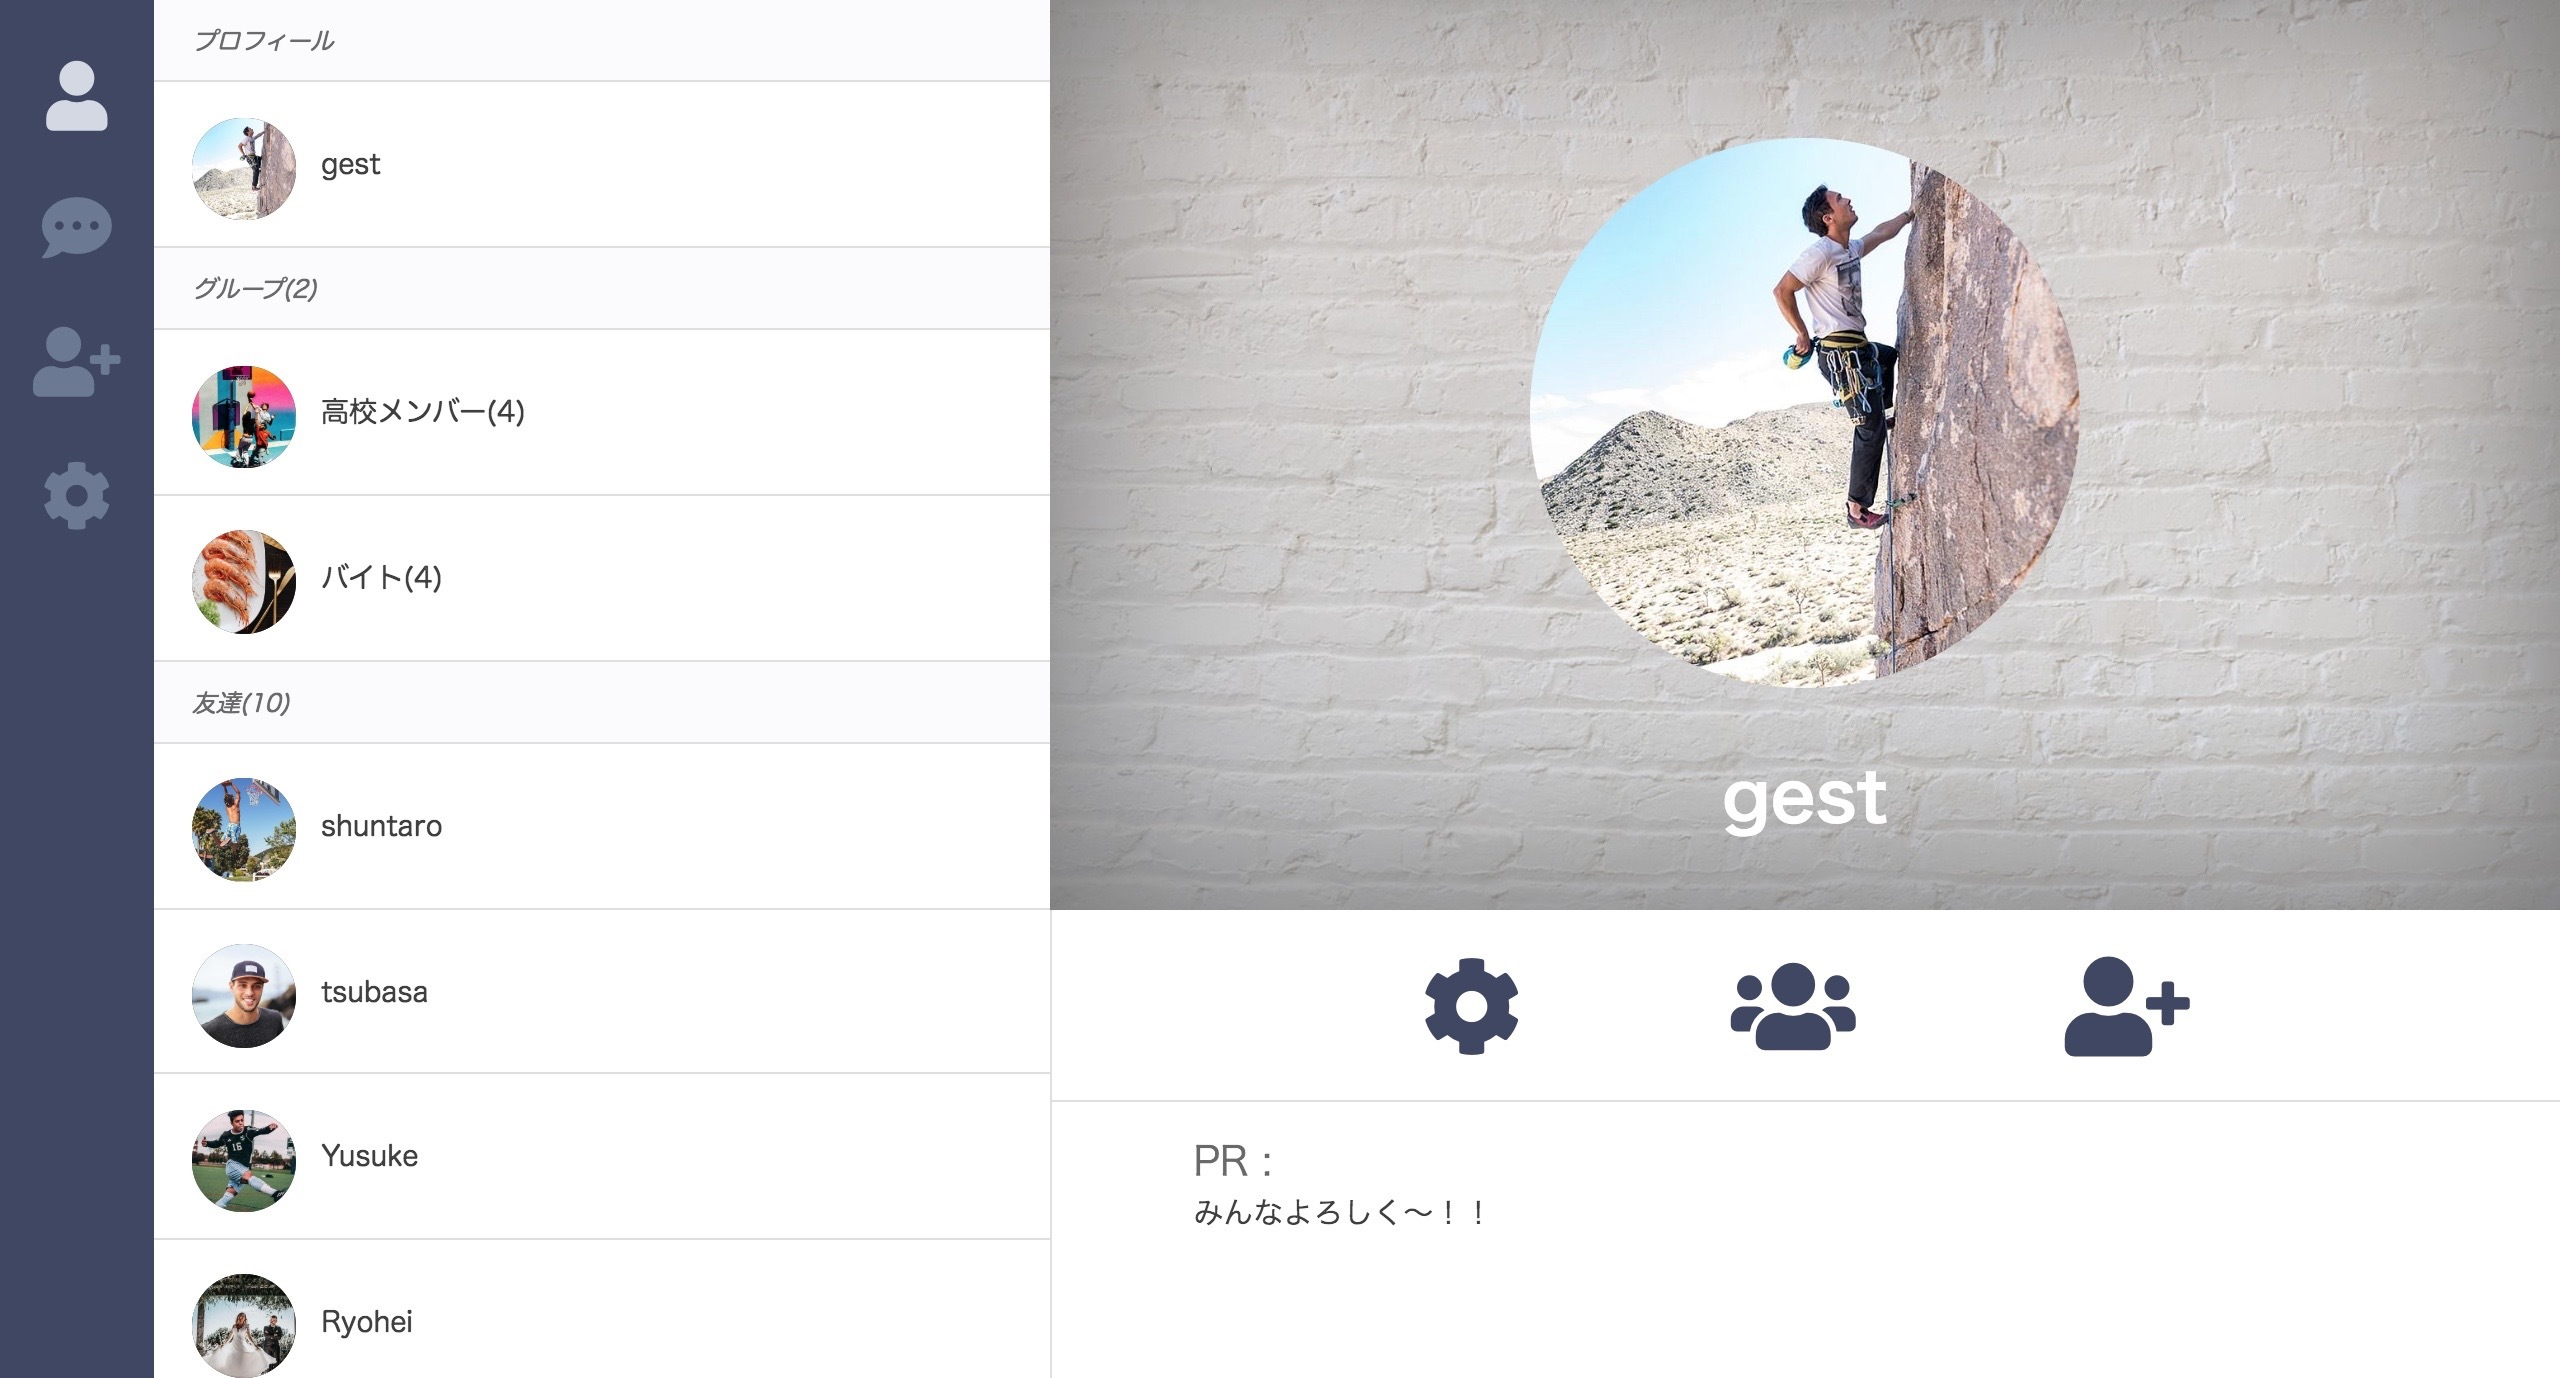 プロフィール
gest
グループ(2)
高校メンバー(4)
バイト(4)
友達(10)
shuntaro
tsubasa
Yusuke
Ryohei
gest
PR：
みんなよろしく〜！！